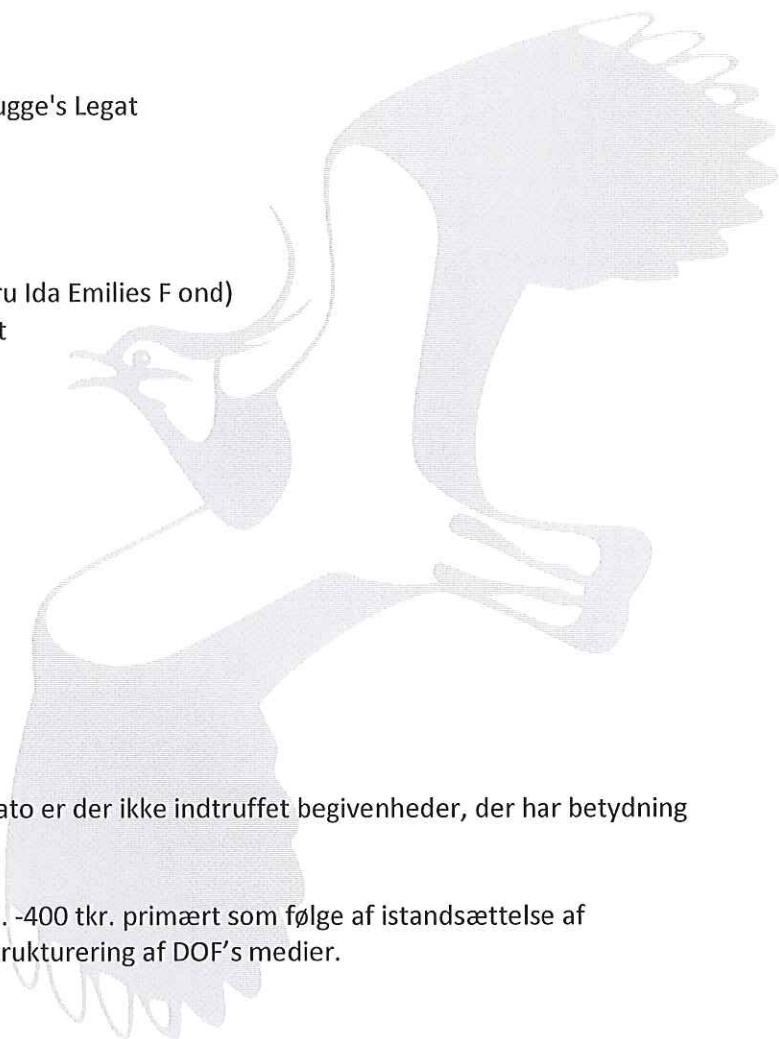 ugge's Legat
ru Ida Emilies F ond)
t
ato er der ikke indtruffet begivenheder, der har betydning
. -400 tkr. primært som følge af istandsættelse af
rukturering af DOF's medier.